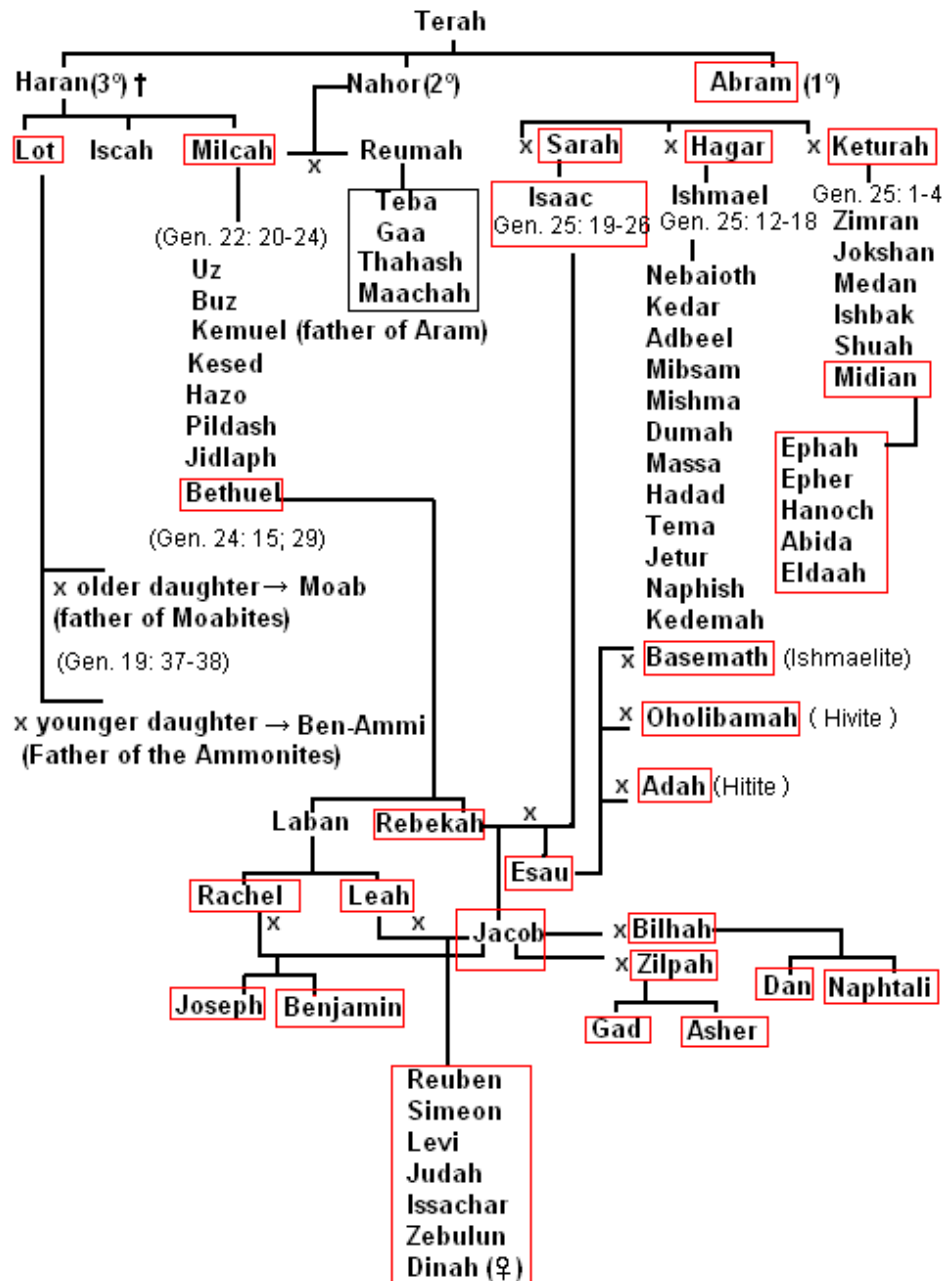 Terah
Haran(3º) †
Nahor(2º)
Abram (1º)
Lot
Iscah
Milcah
x
Reumah
x Sarah
x Hagar
x Keturah
Teba
Gaa
Thahash
Maachah
Isaac
Gen. 25: 19-26
Ishmael
Gen. 25: 12-18
Gen. 25: 1-4
Zimran
Jokshan
Medan
Ishbak
Shuah
Midian
(Gen. 22: 20-24)
Uz
Buz
Kemuel (father of Aram)
Kesed
Hazo
Pildash
Jidlaph
Bethuel
(Gen. 24: 15; 29)
Nebaioth
Kedar
Adbeel
Mibsam
Mishma
Dumah
Massa
Hadad
Tema
Jetur
Naphish
Kedemah
Ephah
Epher
Hanoch
Abida
Eldaah
x older daughter → Moab
(father of Moabites)
(Gen. 19: 37-38)
x younger daughter → Ben-Ammi
(Father of the Ammonites)
x Basemath (Ishmaelite)
x Oholibamah ( Hivite )
x Adah (Hitite )
Laban
Rebekah
x
Esau
Rachel
Leah
x
x
Jacob
x Bilhah
x Zilpah
Dan
Naphtali
Joseph
Benjamin
Gad
Asher
Reuben
Simeon
Levi
Judah
Issachar
Zebulun
Dinah (♀)